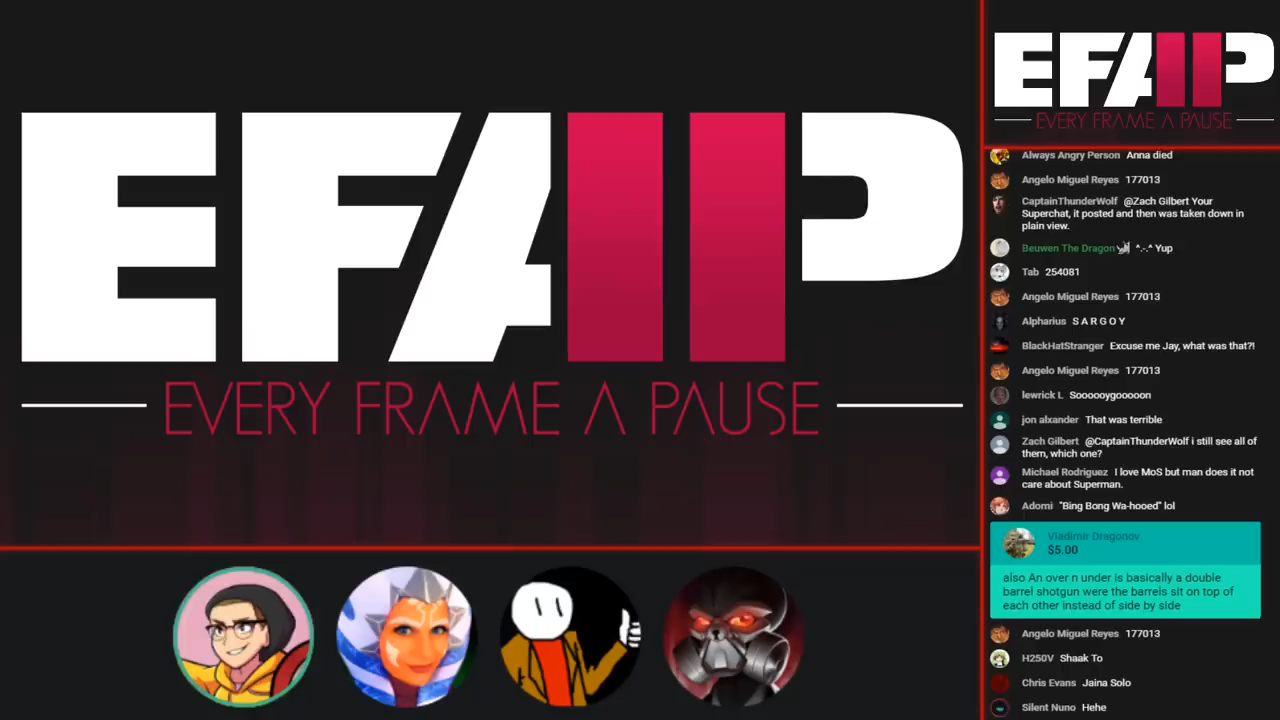 EFAP
EVERY FRAME A PAUSE
EFAP
EVERY FRAME A PAUSE
Always Angry Person Anna died
Angelo Miguel Reyes 177013
CaptainThunderWolf @Zach Gilbert Your
Superchat, it posted and then was taken down in
plain view.
Beuwen The Dragon ^.-.^ Yup
Tab 254081
Angelo Miguel Reyes 177013
Alpharius S A R G O Y
BlackHatStranger Excuse me Jay, what was that?!
Angelo Miguel Reyes 177013
lewrick L Soooooygooooon
jon alxander That was terrible
Zach Gilbert @CaptainThunderWolf i still see all of
them, which one?
Michael Rodriguez I love MoS but man does it not
care about Superman.
Adorni "Bing Bong Wa-hooed" lol
Vladimir Dragonov
$5.00
also An over n under is basically a double
barrel shotgun were the barrels sit on top of
each other instead of side by side
Angelo Miguel Reyes 177013
H250V Shaak To
Chris Evans Jaina Solo
Silent Nuno Hehe